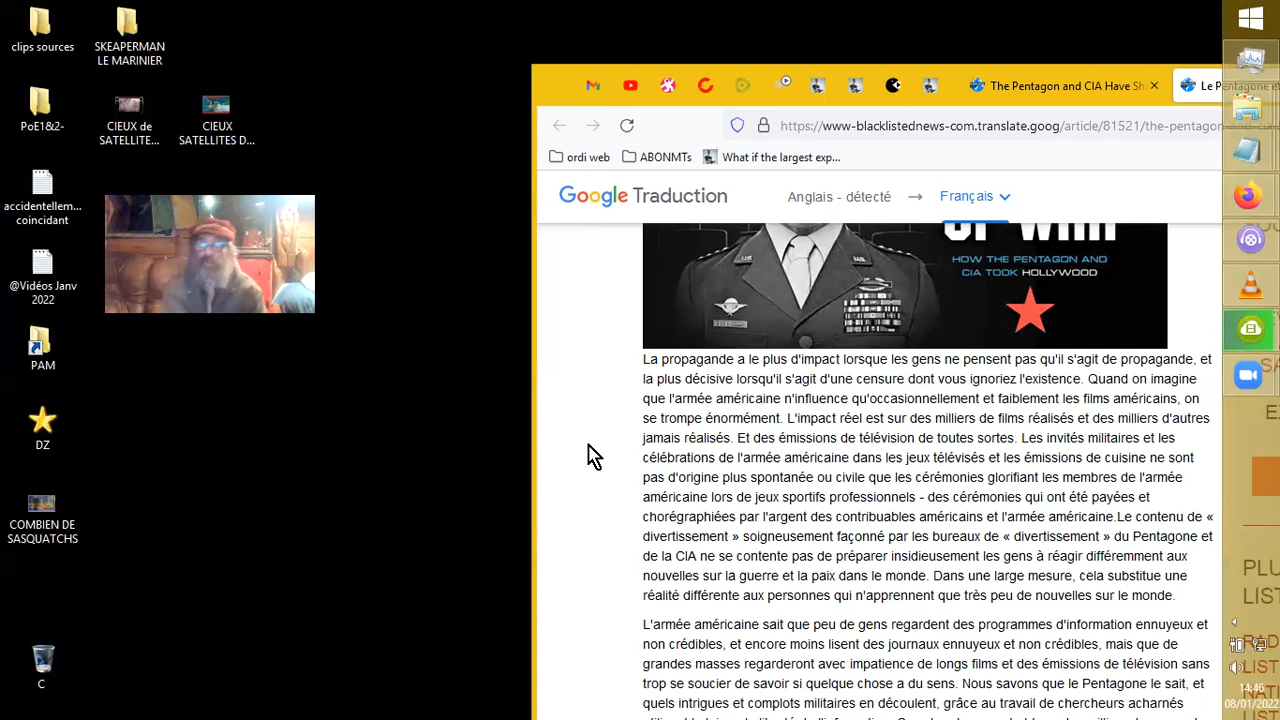 clips sources
SKEAPERMAN
LE MARINIER
PoE1&2-
CIEUX de
SATELLITE...
CIEUX
SATELLITES D...
accidentellem...
coincidant
@Vidéos Janv
2022
PAM
DZ
COMBIEN DE
SASQUATCHS
C
The Pentagon and CIA Have Sh
Le Pentagone et
https://www-blacklistednews-com.translate.goog/article/81521/the-pentagon-and-cia
ordi web
ABONMTs
What if the largest exp...
Google Traduction
Anglais - détecté
Français
OF WAR
HOW THE PENTAGON AND
CIA TOOK HOLLYWOOD
La propagande a le plus d'impact lorsque les gens ne pensent pas qu'il s'agit de propagande, et
la plus décisive lorsqu'il s'agit d'une censure dont vous ignoriez l'existence. Quand on imagine
que l'armée américaine n'influence qu'occasionnellement et faiblement les films américains, on
se trompe énormément. L'impact réel est sur des milliers de films réalisés et des milliers d'autres
jamais réalisés. Et des émissions de télévision de toutes sortes. Les invités militaires et les
célébrations de l'armée américaine dans les jeux télévisés et les émissions de cuisine ne sont
pas d'origine plus spontanée ou civile que les cérémonies glorifiant les membres de l'armée
américaine lors de jeux sportifs professionnels - des cérémonies qui ont été payées et
chorégraphiées par l'argent des contribuables américains et l'armée américaine.Le contenu de «
divertissement » soigneusement façonné par les bureaux de « divertissement » du Pentagone et
de la CIA ne se contente pas de préparer insidieusement les gens à réagir différemment aux
nouvelles sur la guerre et la paix dans le monde. Dans une large mesure, cela substitue une
réalité différente aux personnes qui n'apprennent que très peu de nouvelles sur le monde.
L'armée américaine sait que peu de gens regardent des programmes d'information ennuyeux et
non crédibles, et encore moins lisent des journaux ennuyeux et non crédibles, mais que de
grandes masses regarderont avec impatience de longs films et des émissions de télévision sans
trop se soucier de savoir si quelque chose a du sens. Nous savons que le Pentagone le sait, et
quels intrigues et complots militaires en découlent, grâce au travail de chercheurs acharnés
PLU
LIST
RAD
LIST
NATI
LIST
14:46
08/01/2022